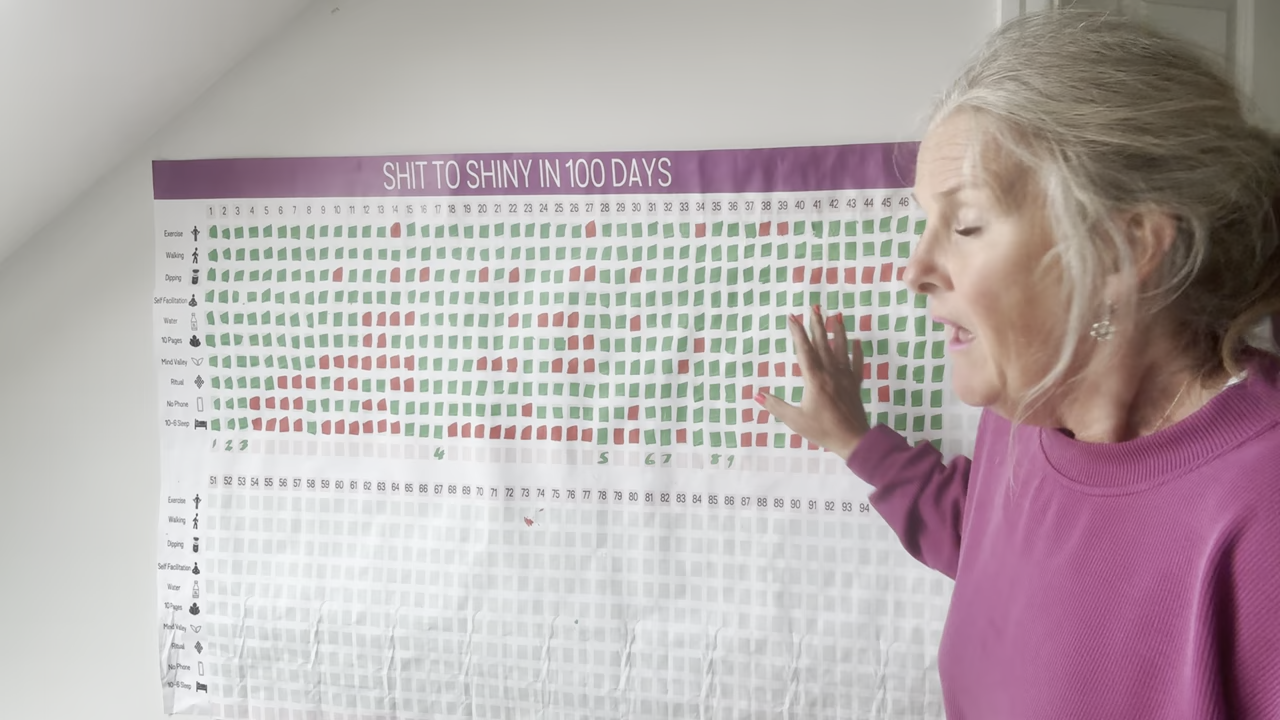 SHIT TO SHINY IN 100 DAYS
1 2 3 4 5 6 7 8 9 10 11 12 13 14 15 16 17 18 19 20 21 22 23 24 25 26 27 28 29 30 31 32 33 34 35 36 37 38 39 40 41 42 43 44 45 46
Exercise
Walking
Dipping
Self Facilitation
Water
10 Pages
Mind Valley
Ritual
No Phone
10-6 Sleep
1 2 3 4 5 6 7 8 9
51 52 53 54 55 56 57 58 59 60 61 62 63 64 65 66 67 68 69 70 71 72 73 74 75 76 77 78 79 80 81 82 83 84 85 86 87 88 89 90 91 92 93 94
Exercise
Walking
Dipping
Self Facilitation
Water
10 Pages
Mind Valley
Ritual
No Phone
10-6 Sleep